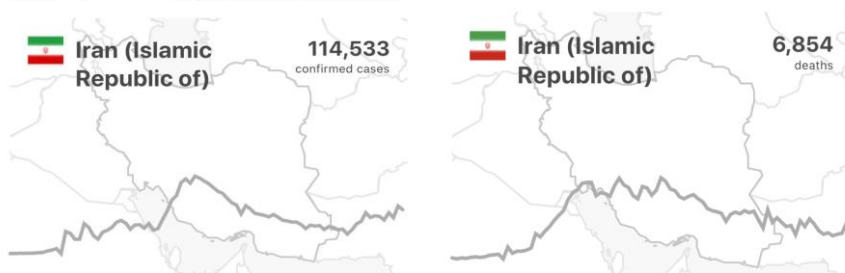 Iran (Islamic
Republic of)
114,533
confirmed cases
Iran (Islamic
Republic of)
6,854
deaths